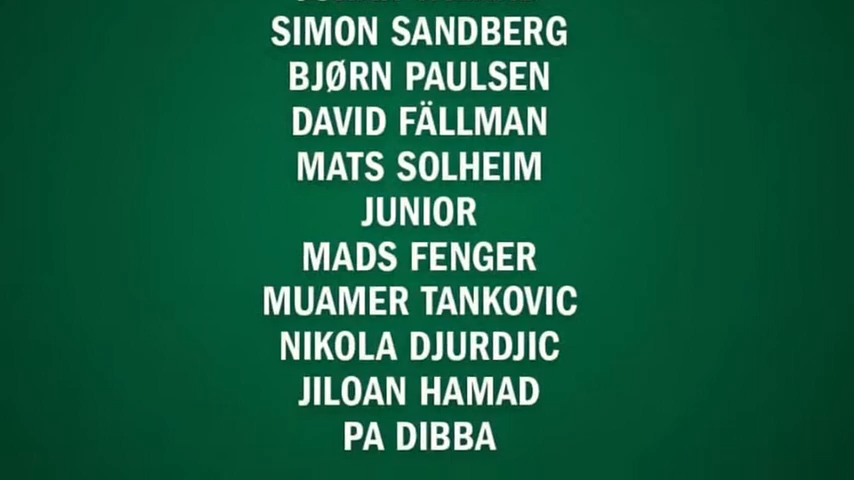 SIMON SANDBERG
BJØRN PAULSEN
DAVID FÄLLMAN
MATS SOLHEIM
JUNIOR
MADS FENGER
MUAMER TANKOVIC
NIKOLA DJURDJIC
JILOAN HAMAD
PA DIBBA